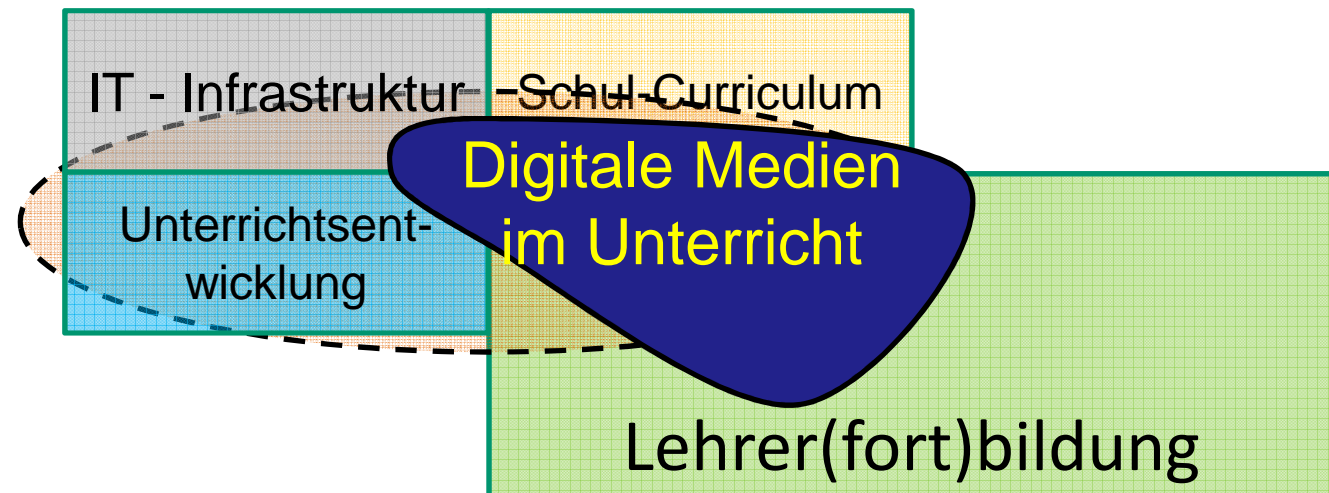 IT - Infrastruktur
Schul-Curriculum
Digitale Medien
im Unterricht
Unterrichtsent-
wicklung
Lehrer(fort)bildung